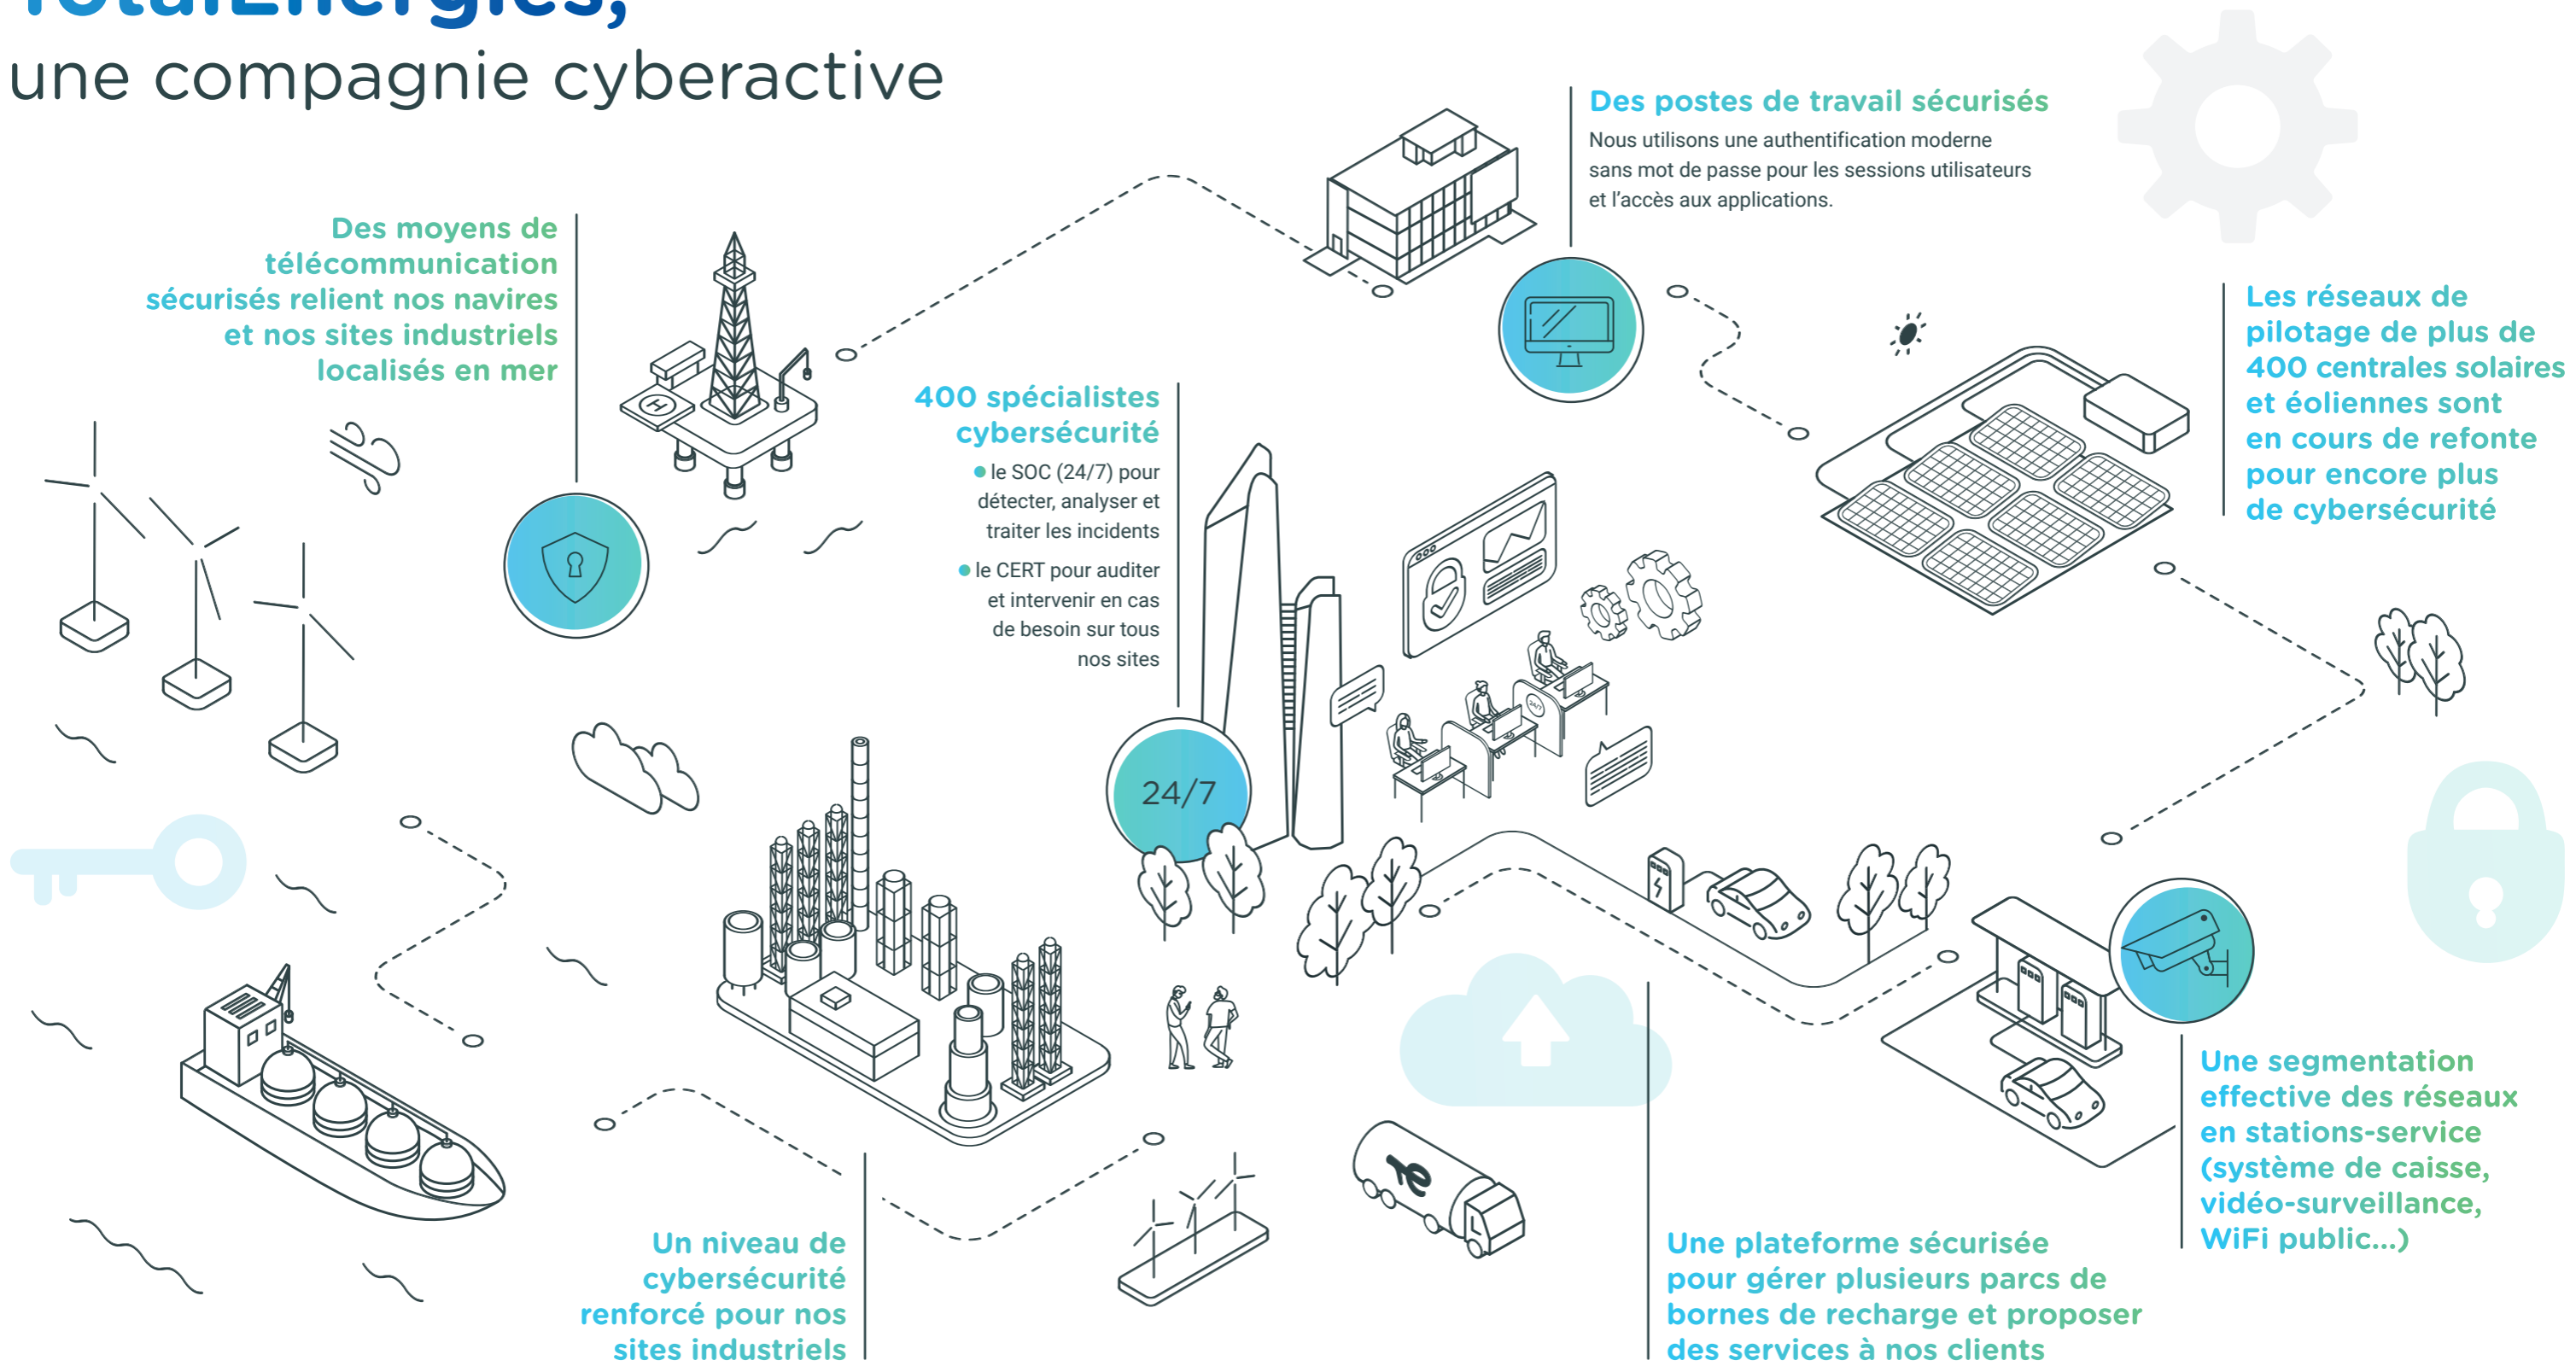 TotalEnergies,
une compagnie cyberactive
Des postes de travail sécurisés
Nous utilisons une authentification moderne
sans mot de passe pour les sessions utilisateurs
et l’accès aux applications.
Des moyens de
télécommunication
sécurisés relient nos navires
et nos sites industriels
localisés en mer
Les réseaux de
pilotage de plus de
400 centrales solaires
et éoliennes sont
en cours de refonte
pour encore plus
de cybersécurité
H
400 spécialistes
cybersécurité
● le SOC (24/7) pour
détecter, analyser et
traiter les incidents
● le CERT pour auditer
et intervenir en cas
de besoin sur tous
nos sites
24/7
24/7
Une segmentation
effective des réseaux
en stations-service
(système de caisse,
vidéo-surveillance,
WiFi public...)
Un niveau de
cybersécurité
renforcé pour nos
sites industriels
Une plateforme sécurisée
pour gérer plusieurs parcs de
bornes de recharge et proposer
des services à nos clients